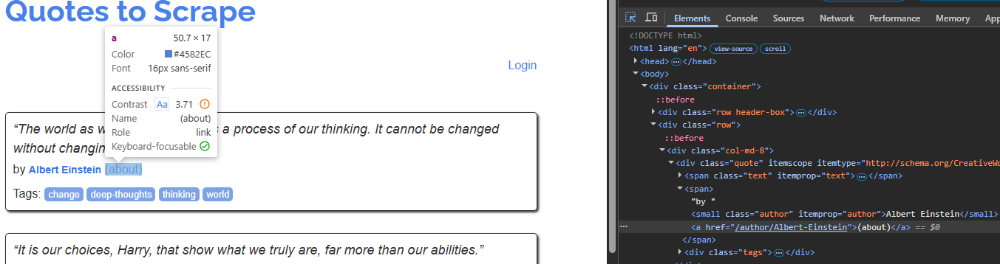 Quotes to Scrape
a 50.7 × 17
Color #4582EC
Font 16px sans-serif
ACCESSIBILITY
Contrast Aa 3.71
Name (about)
Role link
Keyboard-focusable
Login
“The world as w s a process of our thinking. It cannot be changed
without changin
by Albert Einstein (about)
Tags: change deep-thoughts thinking world
“It is our choices, Harry, that show what we truly are, far more than our abilities.”
Elements Console Sources Network Performance Memory
<!DOCTYPE html>
<html lang="en"> view-source scroll
<head> ··· </head>
<body>
<div class="container">
::before
<div class="row header-box"> ··· </div>
<div class="row">
::before
<div class="col-md-8">
<div class="quote" itemscope itemtype="http://schema.org/CreativeWo
<span class="text" itemprop="text"> ··· </span>
<span>
"by "
<small class="author" itemprop="author">Albert Einstein</small>
··· <a href="/author/Albert-Einstein">(about)</a> == $0
</span>
<div class="tags"> ··· </div>